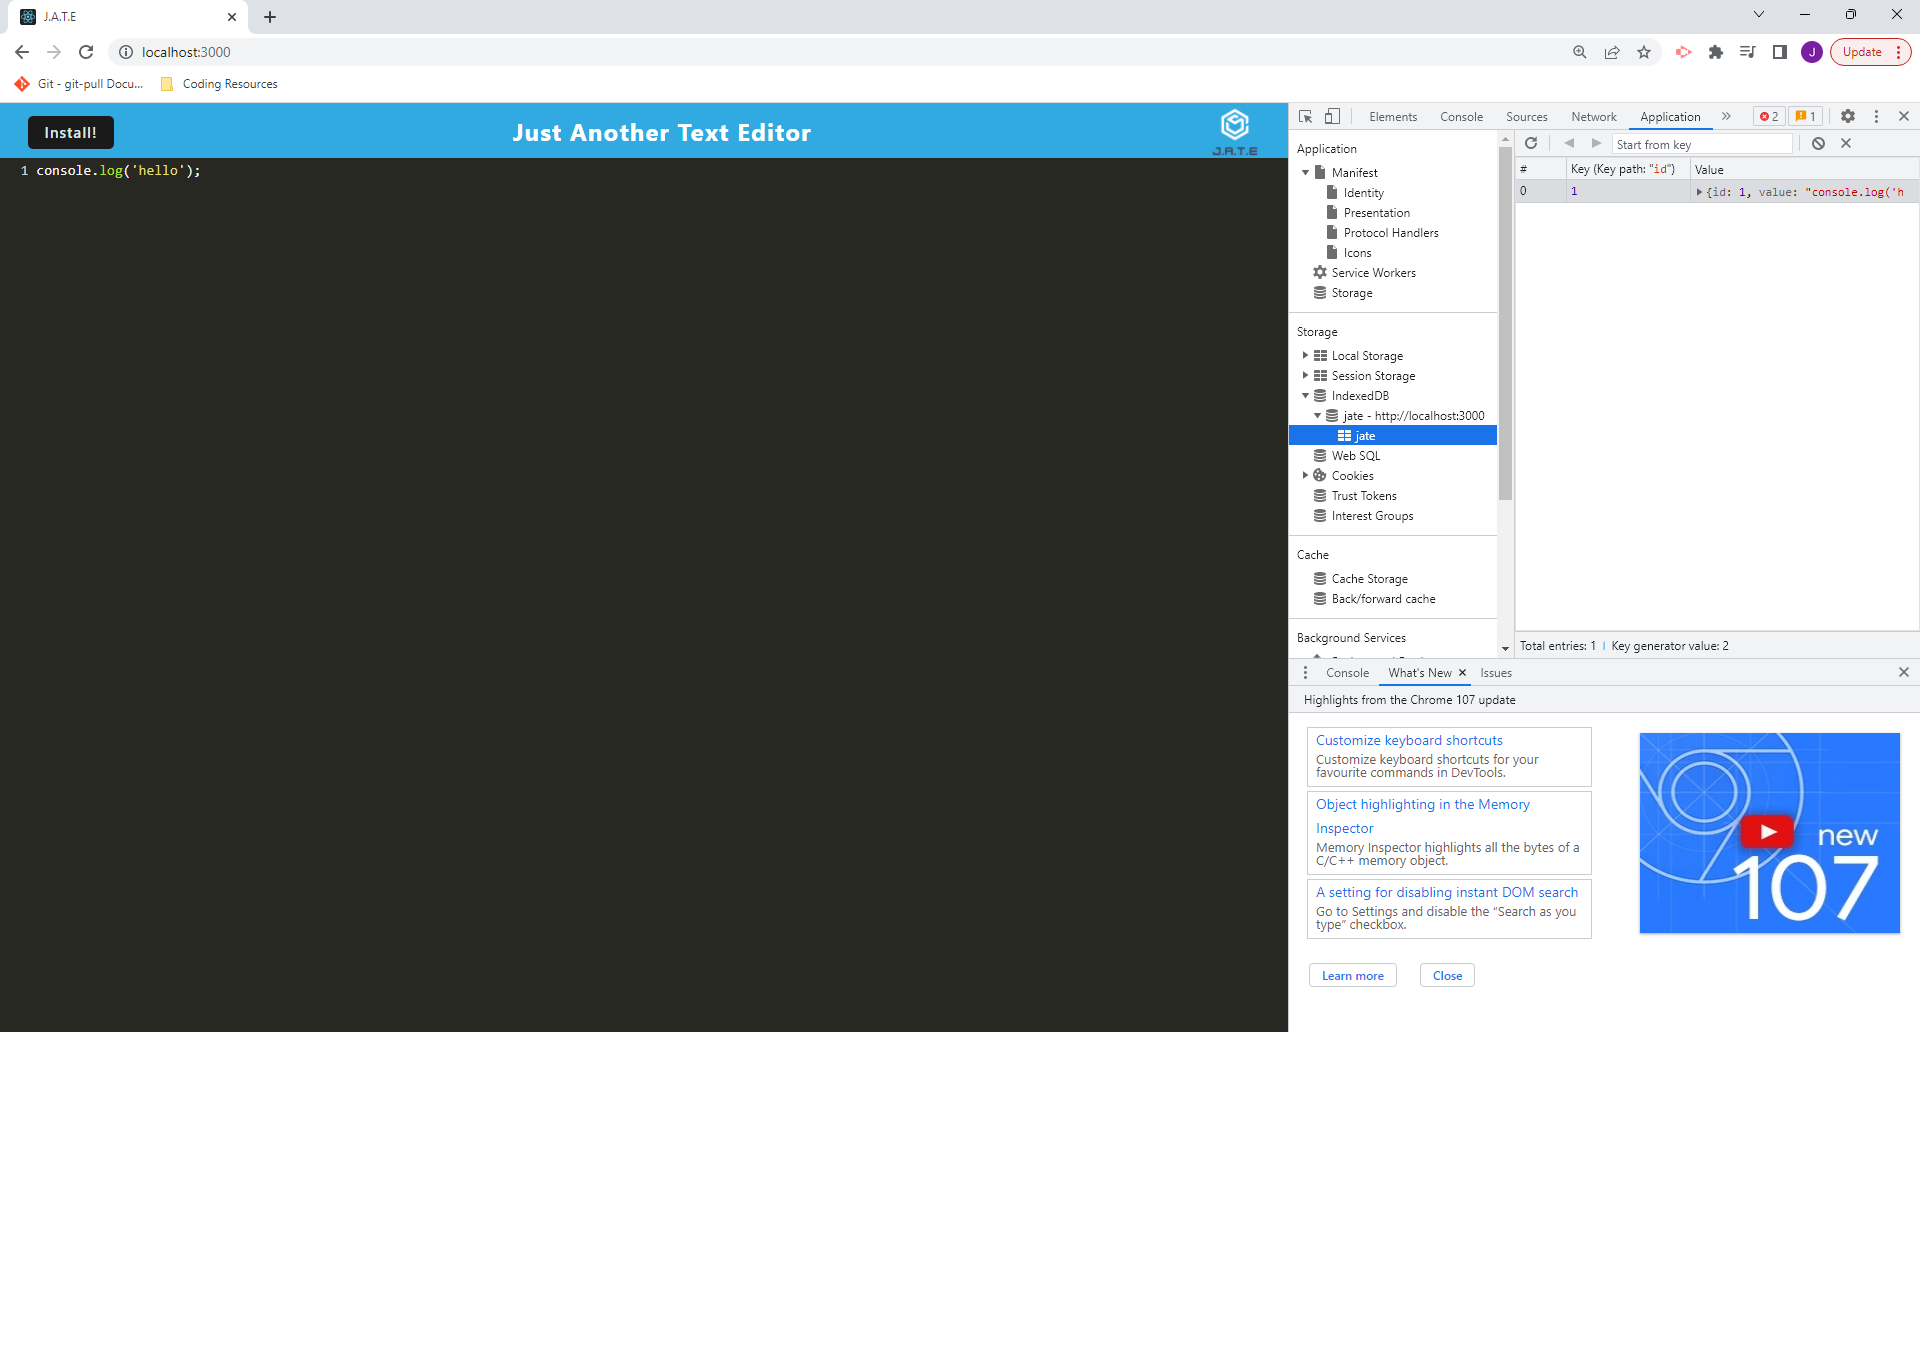 J.A.T.E
localhost:3000
J
Update
Git - git-pull Docu...
Coding Resources
Install!
Just Another Text Editor
J.A.T.E
1 console.log('hello');
Elements Console Sources Network Application 2 1
Application
Manifest
Identity
Presentation
Protocol Handlers
Icons
Service Workers
Storage
Storage
Local Storage
Session Storage
IndexedDB
jate - http://localhost:3000
jate
Web SQL
Cookies
Trust Tokens
Interest Groups
Cache
Cache Storage
Back/forward cache
Background Services
Start from key
# Key (Key path: "id") Value
0 1 {id: 1, value: "console.log('h
Total entries: 1 Key generator value: 2
Console What's New Issues
Highlights from the Chrome 107 update
Customize keyboard shortcuts
Customize keyboard shortcuts for your
favourite commands in DevTools.
Object highlighting in the Memory
Inspector
Memory Inspector highlights all the bytes of a
C/C++ memory object.
A setting for disabling instant DOM search
Go to Settings and disable the “Search as you
type” checkbox.
Learn more
Close
new
107